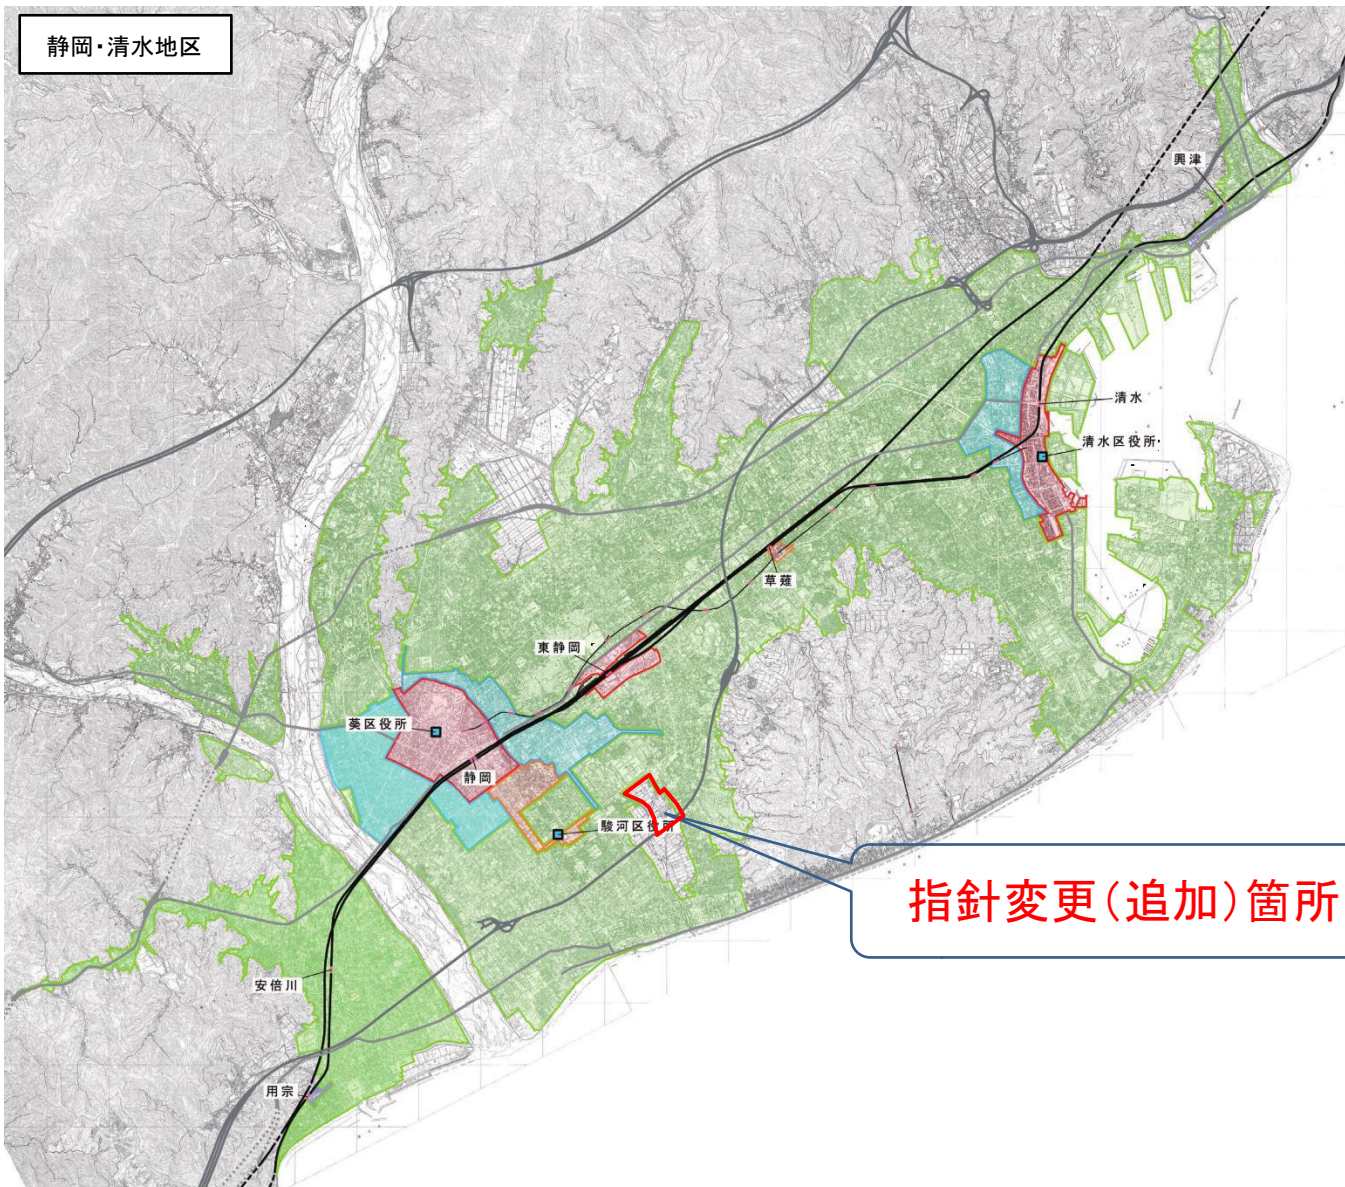 静岡・清水地区
興津
清水
清水区役所
草薙
東静岡
葵区役所
静岡
駿河区役所
指針変更（追加）箇所
安倍川
用宗